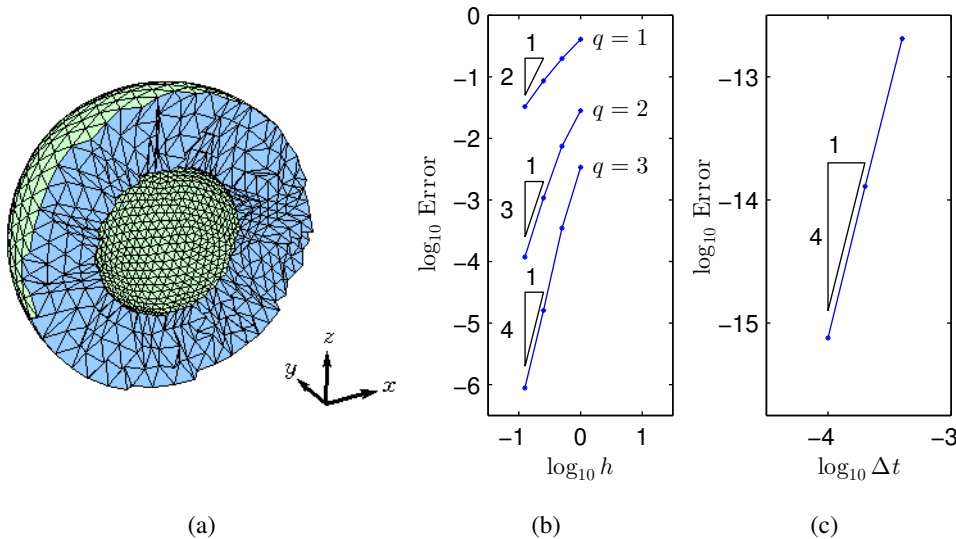 z
y
x
(a)
0
−1
−2
−3
−4
−5
−6
log₁₀ Error
1
2
q = 1
1
3
q = 2
q = 3
1
4
−1
0
1
log₁₀ h
(b)
−13
−14
−15
log₁₀ Error
1
4
−4
−3
log₁₀ Δt
(c)